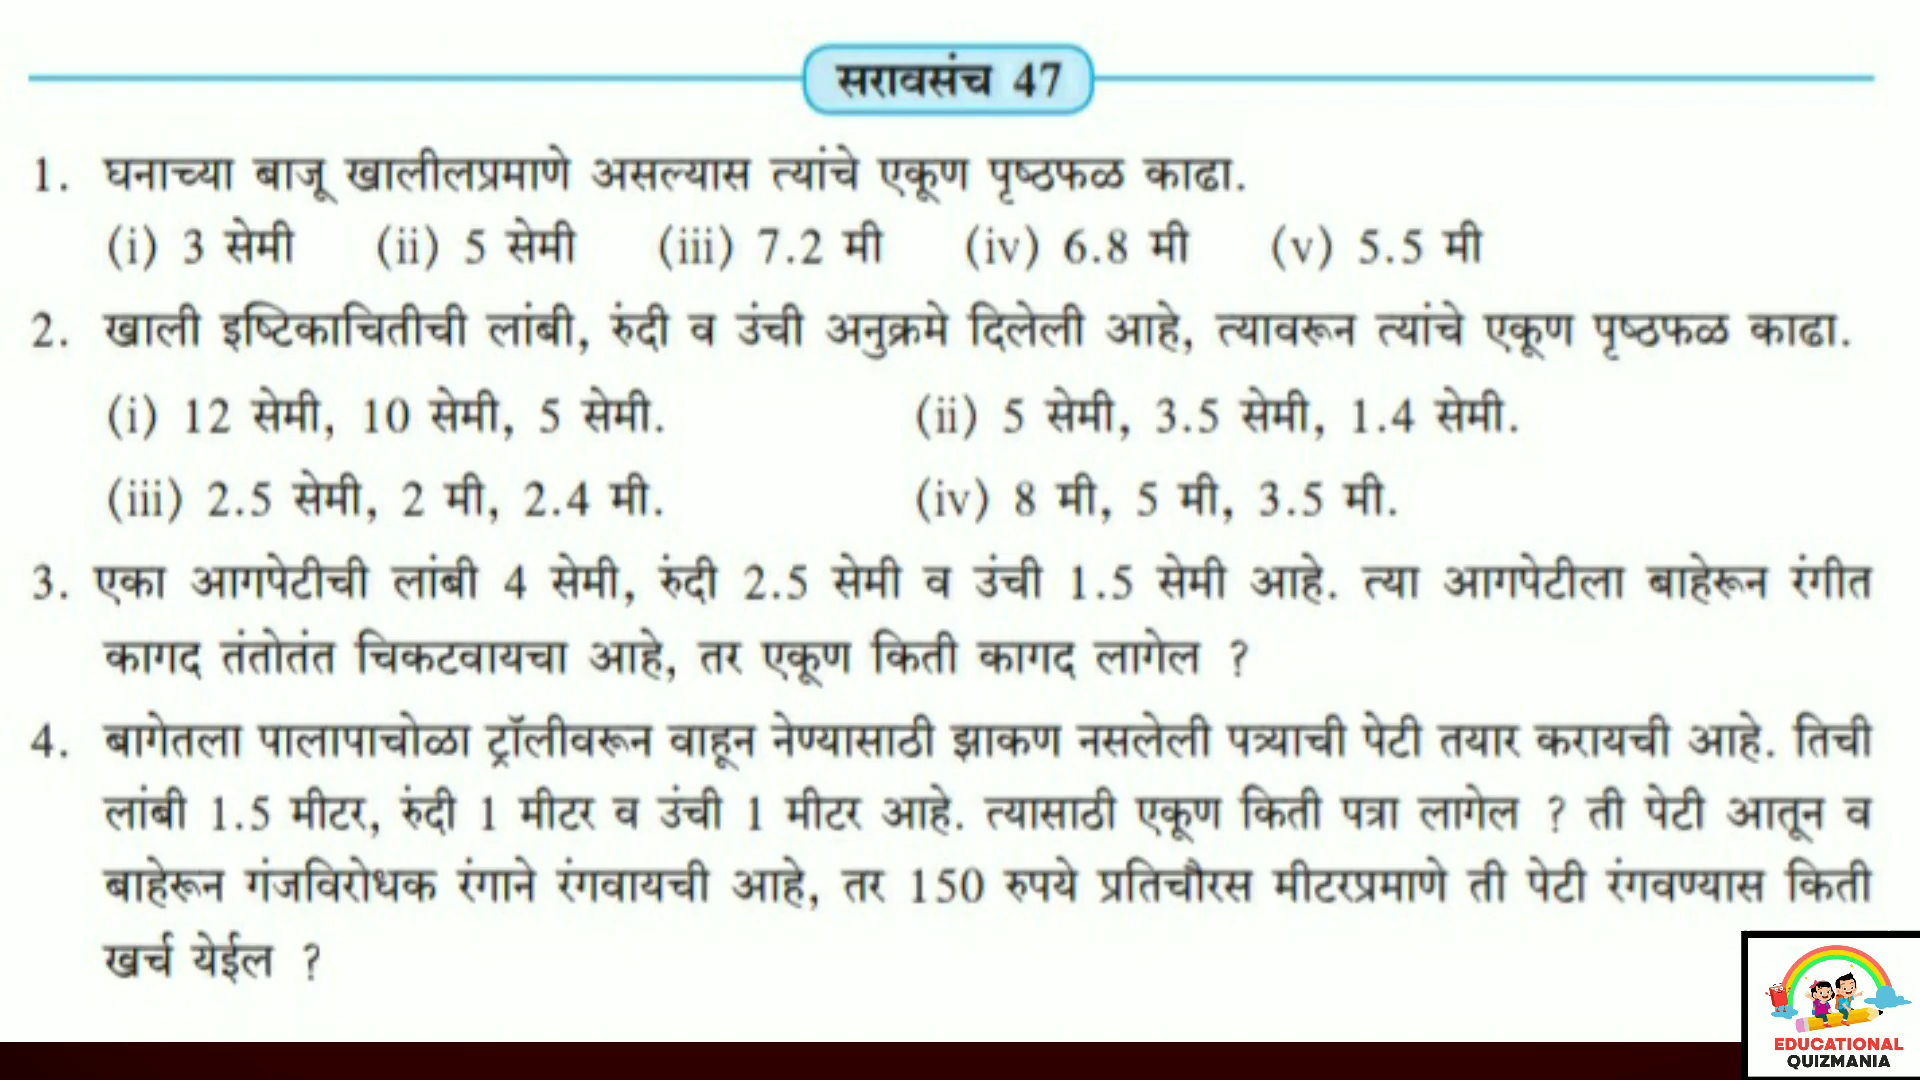 सरावसंच 47
1. घनाच्या बाजू खालीलप्रमाणे असल्यास त्यांचे एकूण पृष्ठफळ काढा.
(i) 3 सेमी (ii) 5 सेमी (iii) 7.2 मी (iv) 6.8 मी (v) 5.5 मी
2. खाली इष्टिकाचितीची लांबी, रुंदी व उंची अनुक्रमे दिलेली आहे, त्यावरून त्यांचे एकूण पृष्ठफळ काढा.
(i) 12 सेमी, 10 सेमी, 5 सेमी. (ii) 5 सेमी, 3.5 सेमी, 1.4 सेमी.
(iii) 2.5 सेमी, 2 मी, 2.4 मी. (iv) 8 मी, 5 मी, 3.5 मी.
3. एका आगपेटीची लांबी 4 सेमी, रुंदी 2.5 सेमी व उंची 1.5 सेमी आहे. त्या आगपेटीला बाहेरून रंगीत
कागद तंतोतंत चिकटवायचा आहे, तर एकूण किती कागद लागेल ?
4. बागेतला पालापाचोळा ट्रॉलीवरून वाहून नेण्यासाठी झाकण नसलेली पत्र्याची पेटी तयार करायची आहे. तिची
लांबी 1.5 मीटर, रुंदी 1 मीटर व उंची 1 मीटर आहे. त्यासाठी एकूण किती पत्रा लागेल ? ती पेटी आतून व
बाहेरून गंजविरोधक रंगाने रंगवायची आहे, तर 150 रुपये प्रतिचौरस मीटरप्रमाणे ती पेटी रंगवण्यास किती
खर्च येईल ?
EDUCATIONAL
QUIZMANIA